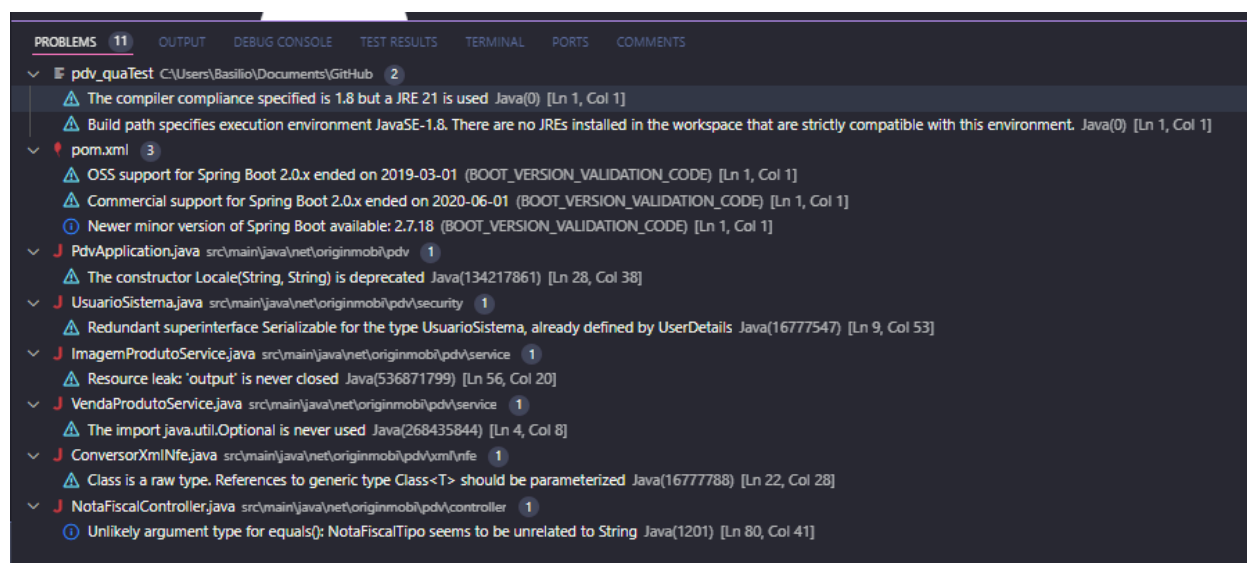 PROBLEMS 11 OUTPUT DEBUG CONSOLE TEST RESULTS TERMINAL PORTS COMMENTS
pdv_quaTest C:\Users\Basilio\Documents\GitHub 2
The compiler compliance specified is 1.8 but a JRE 21 is used Java(0) [Ln 1, Col 1]
Build path specifies execution environment JavaSE-1.8. There are no JREs installed in the workspace that are strictly compatible with this environment. Java(0) [Ln 1, Col 1]
pom.xml 3
OSS support for Spring Boot 2.0.x ended on 2019-03-01 (BOOT_VERSION_VALIDATION_CODE) [Ln 1, Col 1]
Commercial support for Spring Boot 2.0.x ended on 2020-06-01 (BOOT_VERSION_VALIDATION_CODE) [Ln 1, Col 1]
Newer minor version of Spring Boot available: 2.7.18 (BOOT_VERSION_VALIDATION_CODE) [Ln 1, Col 1]
J PdvApplication.java src\main\java\net\originmobi\pdv 1
The constructor Locale(String, String) is deprecated Java(134217861) [Ln 28, Col 38]
J UsuarioSistema.java src\main\java\net\originmobi\pdv\security 1
Redundant superinterface Serializable for the type UsuarioSistema, already defined by UserDetails Java(16777547) [Ln 9, Col 53]
J ImagemProdutoService.java src\main\java\net\originmobi\pdv\service 1
Resource leak: 'output' is never closed Java(536871799) [Ln 56, Col 20]
J VendaProdutoService.java src\main\java\net\originmobi\pdv\service 1
The import java.util.Optional is never used Java(268435844) [Ln 4, Col 8]
J ConversorXmlNfe.java src\main\java\net\originmobi\pdv\xml\nfe 1
Class is a raw type. References to generic type Class<T> should be parameterized Java(16777788) [Ln 22, Col 28]
J NotaFiscalController.java src\main\java\net\originmobi\pdv\controller 1
Unlikely argument type for equals(): NotaFiscalTipo seems to be unrelated to String Java(1201) [Ln 80, Col 41]